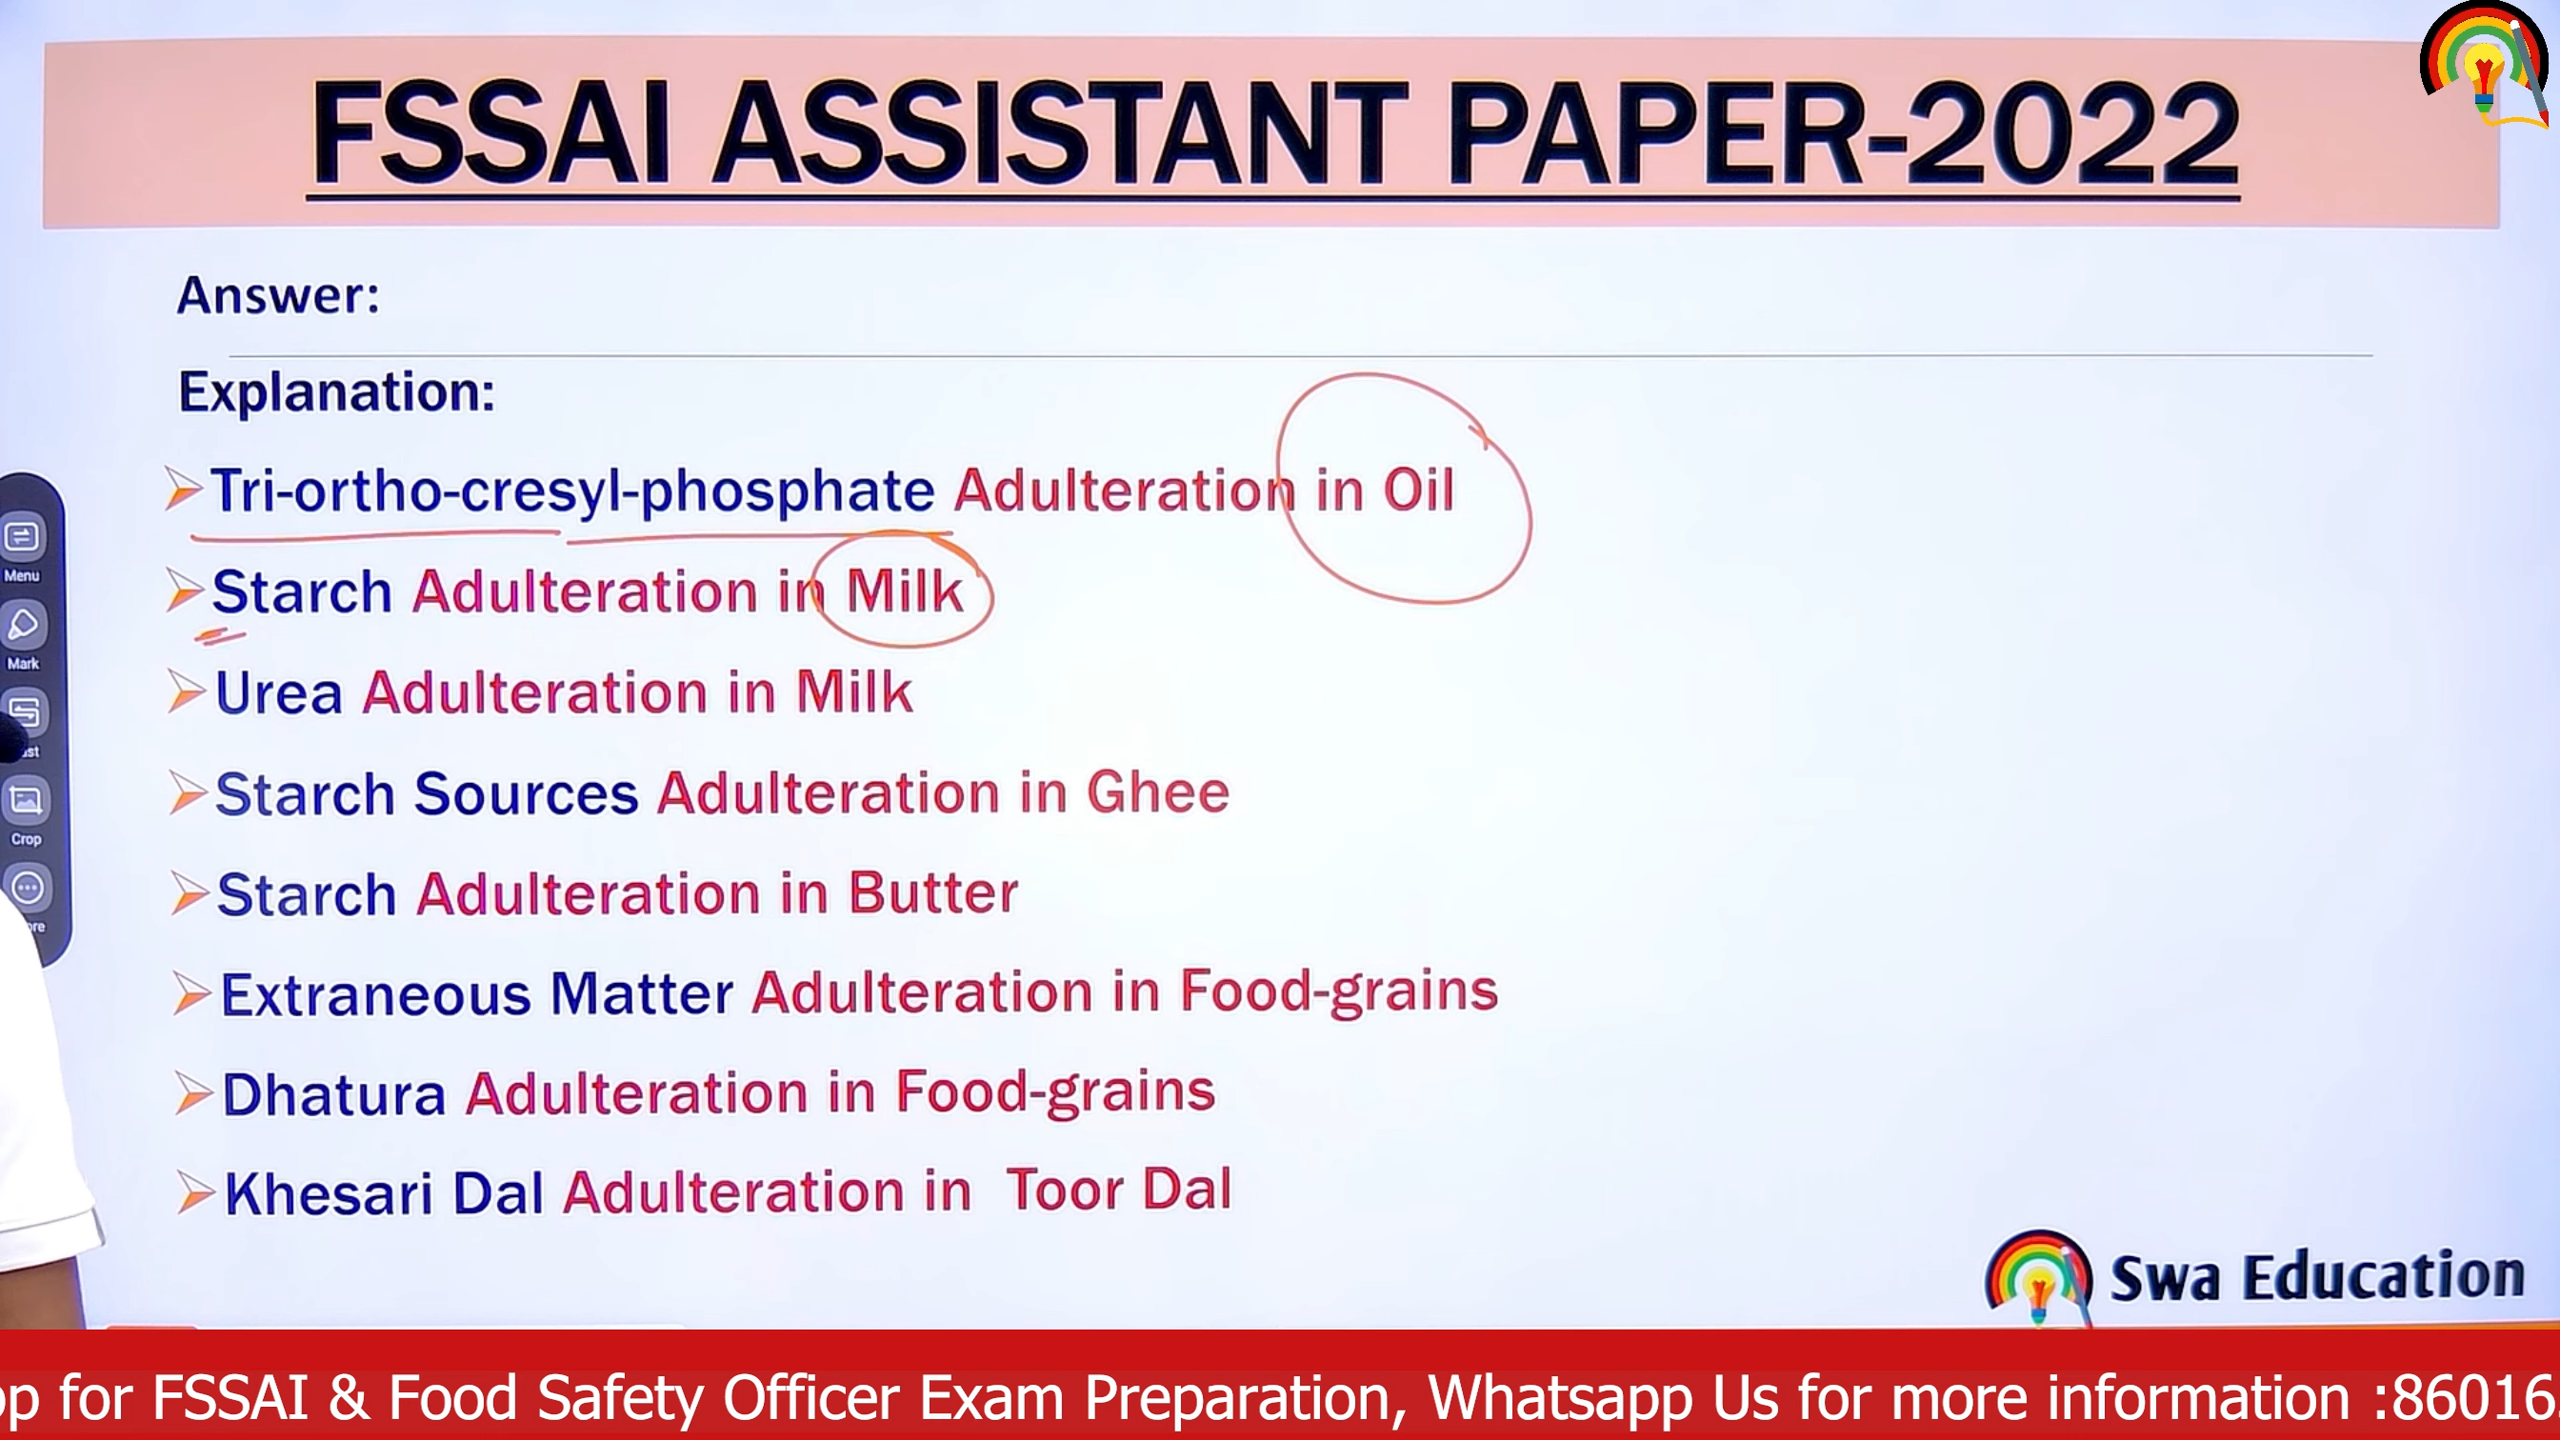 FSSAI ASSISTANT PAPER-2022
Answer:
Explanation:
Tri-ortho-cresyl-phosphate Adulteration in Oil
Starch Adulteration in Milk
Urea Adulteration in Milk
Starch Sources Adulteration in Ghee
Starch Adulteration in Butter
Extraneous Matter Adulteration in Food-grains
Dhatura Adulteration in Food-grains
Khesari Dal Adulteration in Toor Dal
Menu
Mark
Crop
Swa Education
for FSSAI & Food Safety Officer Exam Preparation, Whatsapp Us for more information :86016